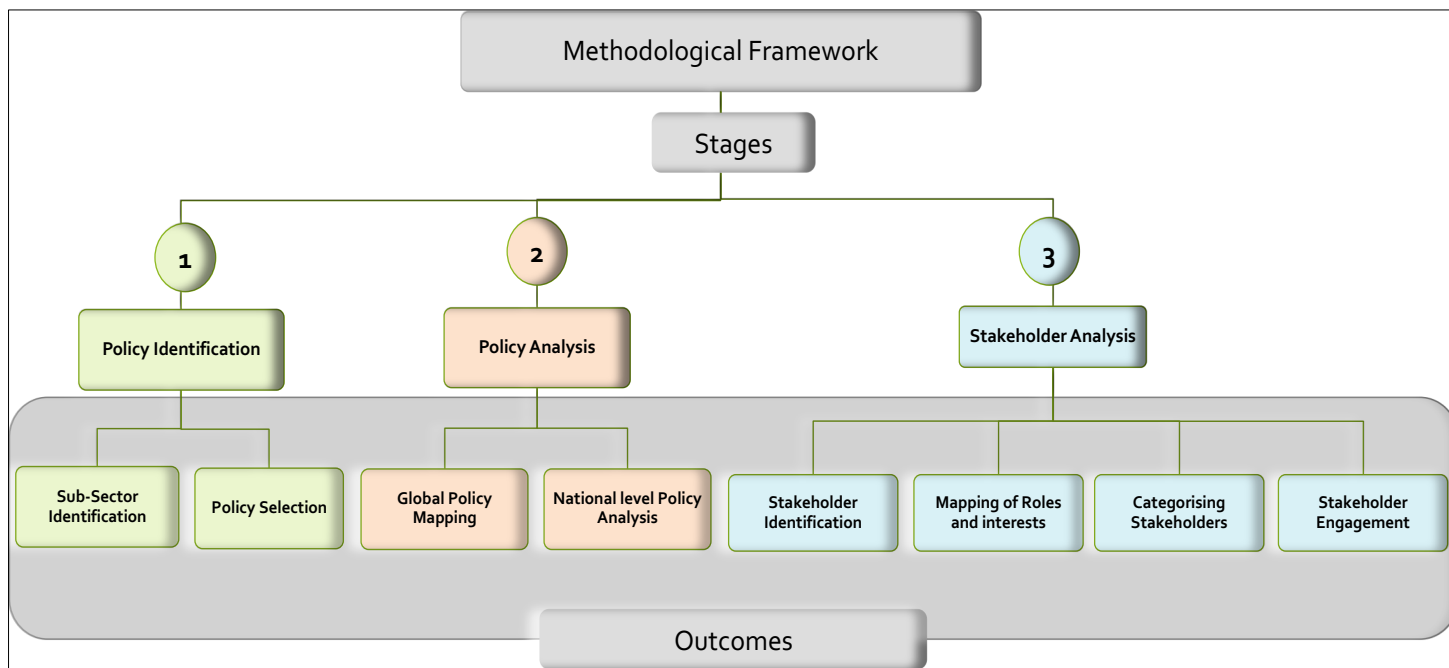 Methodological Framework
Stages
1
2
3
Policy Identification
Policy Analysis
Stakeholder Analysis
Sub-Sector
Identification
Policy Selection
Global Policy
Mapping
National level Policy
Analysis
Stakeholder
Identification
Mapping of Roles
and interests
Categorising
Stakeholders
Stakeholder
Engagement
Outcomes